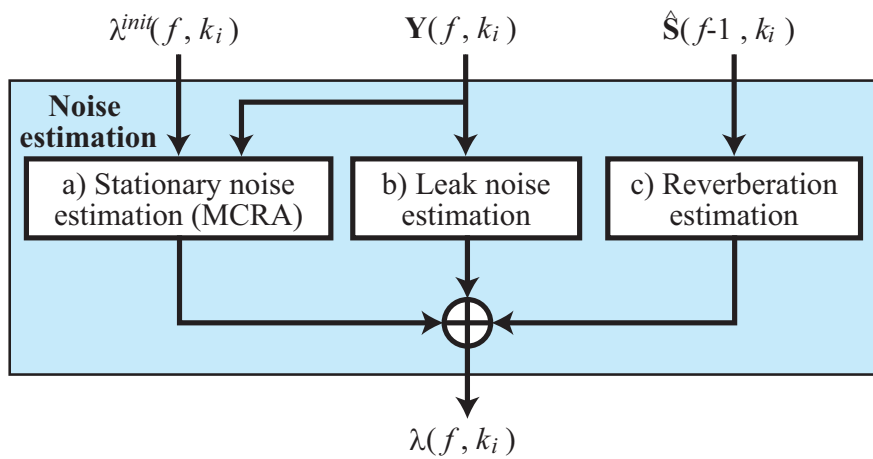 λ^init(f, k_i)
Y(f, k_i)
Ŝ(f-1, k_i)
Noise
estimation
a) Stationary noise
estimation (MCRA)
b) Leak noise
estimation
c) Reverberation
estimation
λ(f, k_i)